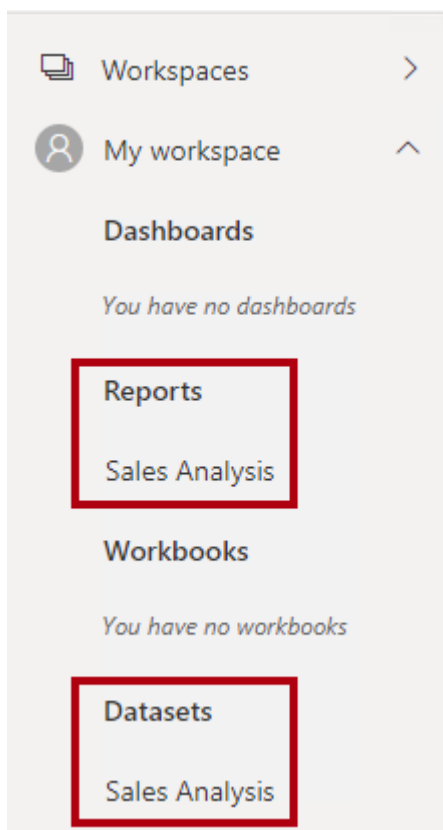 Workspaces
My workspace
Dashboards
You have no dashboards
Reports
Sales Analysis
Workbooks
You have no workbooks
Datasets
Sales Analysis